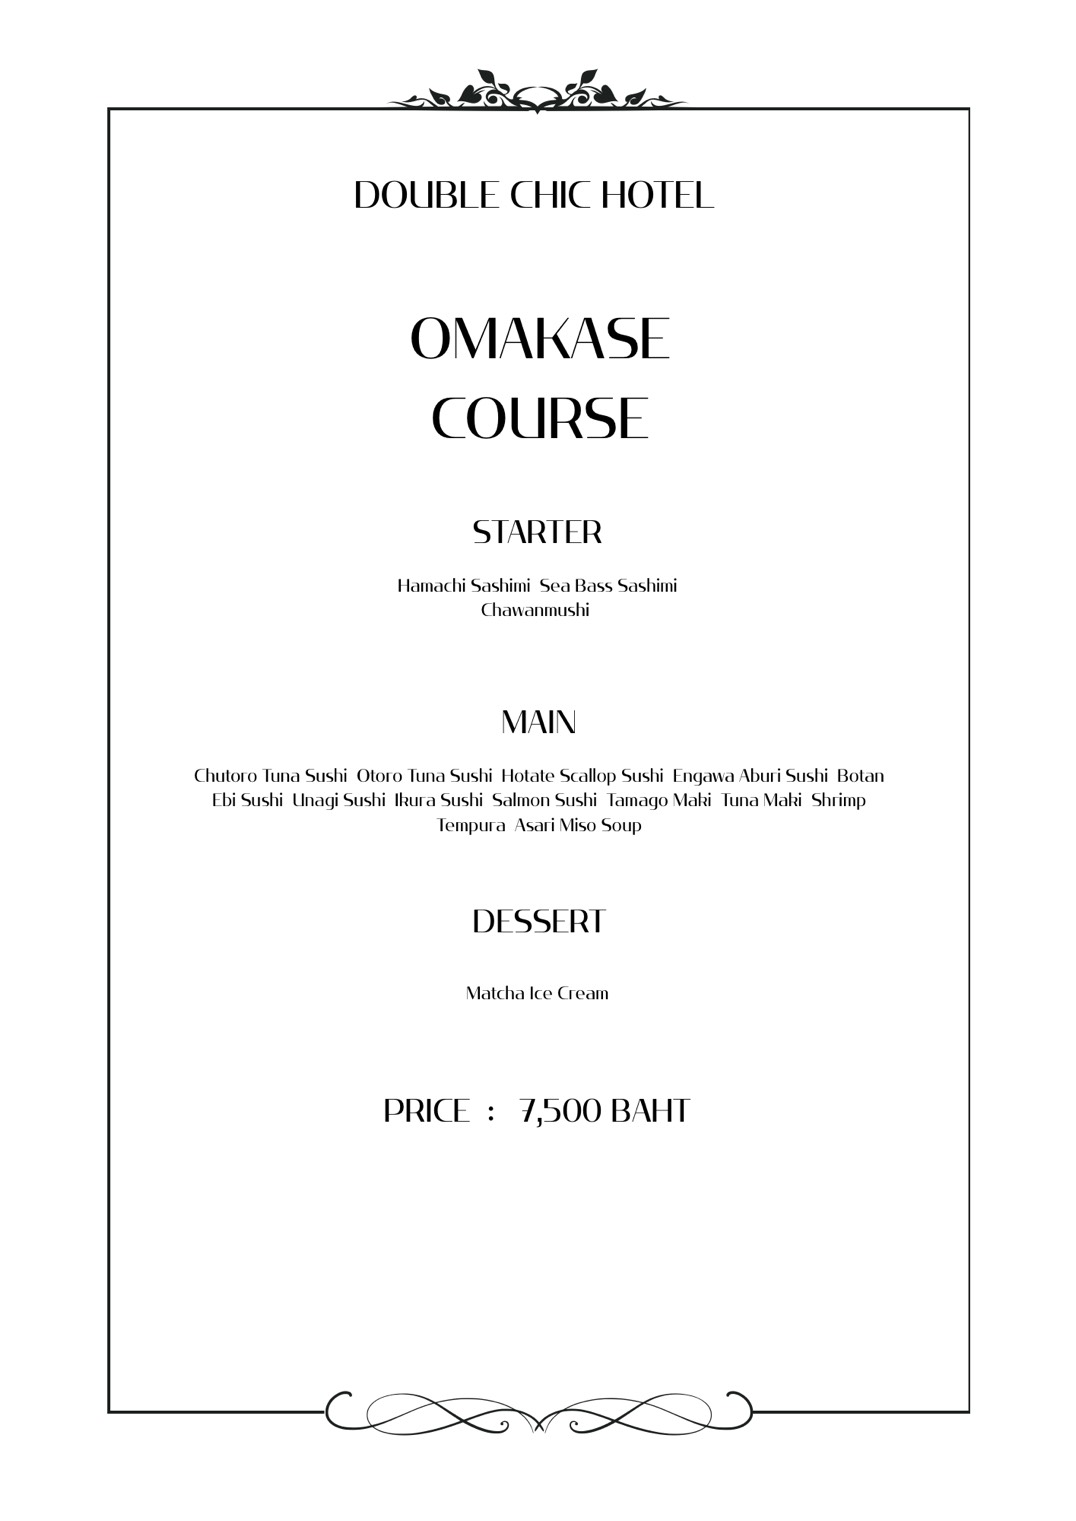 DOUBLE CHIC HOTEL
OMAKASE
COURSE
STARTER
Hamachi Sashimi  Sea Bass Sashimi
Chawanmushi
MAIN
Chutoro Tuna Sushi  Otoro Tuna Sushi  Hotate Scallop Sushi  Engawa Aburi Sushi  Botan
Ebi Sushi  Unagi Sushi  Ikura Sushi  Salmon Sushi  Tamago Maki  Tuna Maki  Shrimp
Tempura  Asari Miso Soup
DESSERT
Matcha Ice Cream
PRICE  :  7,500 BAHT